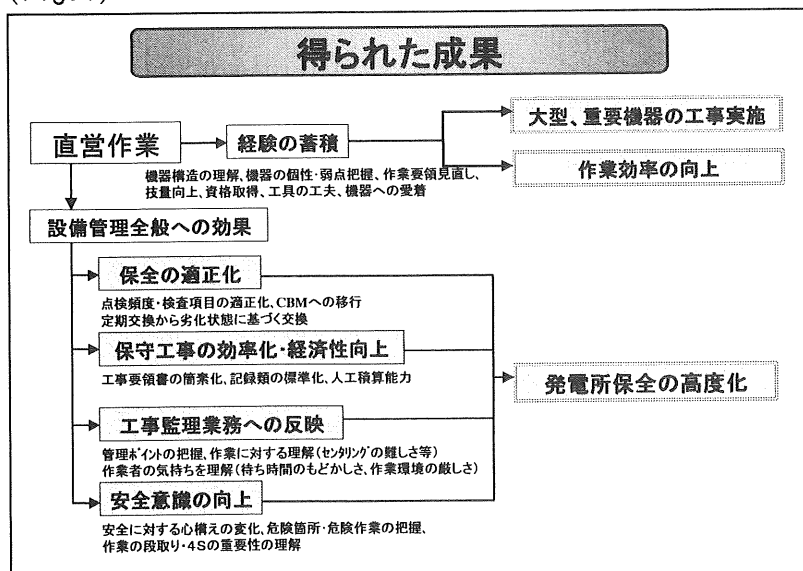 得られた成果
直営作業
経験の蓄積
大型、重要機器の工事実施
作業効率の向上
機器構造の理解、機器の個性・弱点把握、作業要領見直し、
技量向上、資格取得、工具の工夫、機器への愛着
設備管理全般への効果
保全の適正化
点検頻度・検査項目の適正化、CBMへの移行
定期交換から劣化状態に基づく交換
保守工事の効率化・経済性向上
工事要領書の簡素化、記録類の標準化、人工積算能力
工事監理業務への反映
管理ポイントの把握、作業に対する理解(センタリングの難しさ等)
作業者の気持ちを理解(待ち時間のもどかしさ、作業環境の厳しさ)
安全意識の向上
安全に対する心構えの変化、危険箇所・危険作業の把握、
作業の段取り・4Sの重要性の理解
発電所保全の高度化